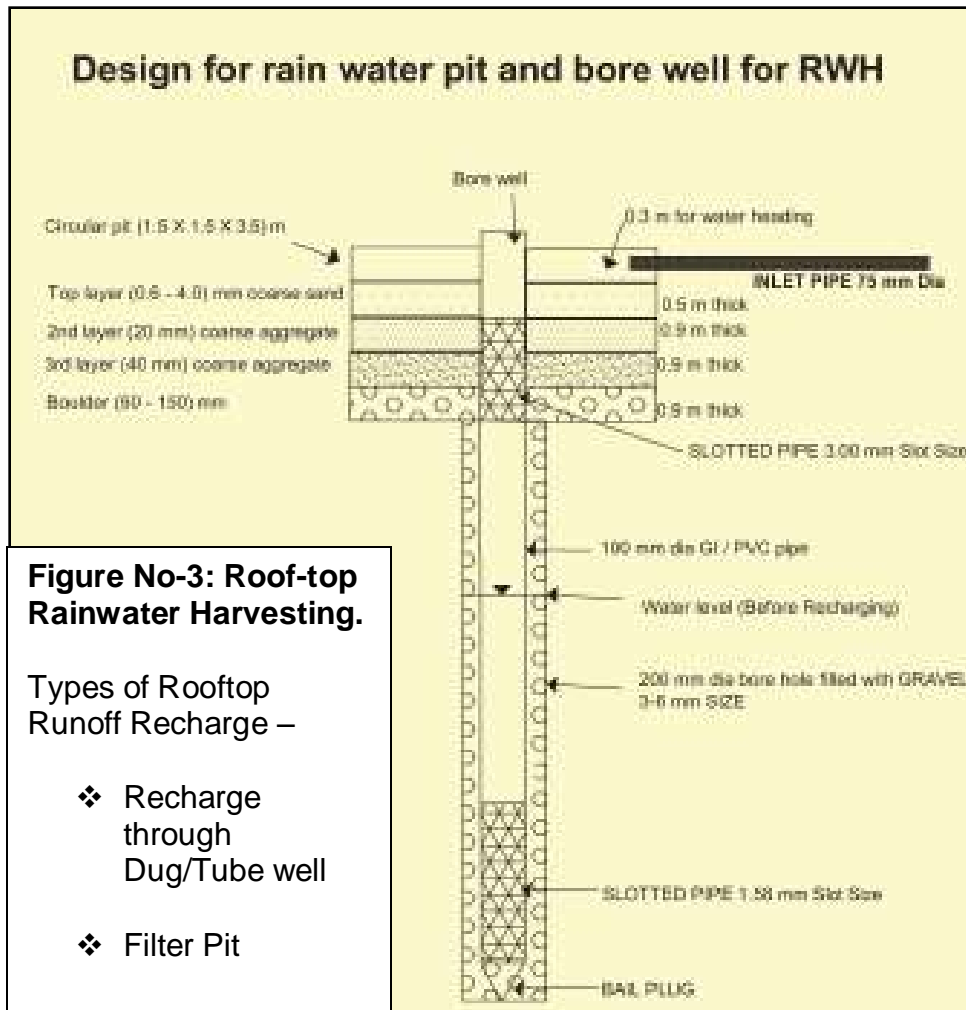 Design for rain water pit and bore well for RWH
Bore well
Circular pit (1.5 X 1.5 X 3.5) m
0.3 m for water heading
INLET PIPE 75 mm Dia
Top layer (0.6 - 4.0) mm coarse sand
0.5 m thick
2nd layer (20 mm) coarse aggregate
0.9 m thick
3rd layer (40 mm) coarse aggregate
0.9 m thick
Boulder (60 - 150) mm
0.9 m thick
SLOTTED PIPE 3.00 mm Slot Size
100 mm dia GI / PVC pipe
Water level (Before Recharging)
200 mm dia bore hole filled with GRAVEL
3-6 mm SIZE
SLOTTED PIPE 1.58 mm Slot Size
BAIL PLUG
Figure No-3: Roof-top
Rainwater Harvesting.
Types of Rooftop
Runoff Recharge –
❖ Recharge
through
Dug/Tube well
❖ Filter Pit